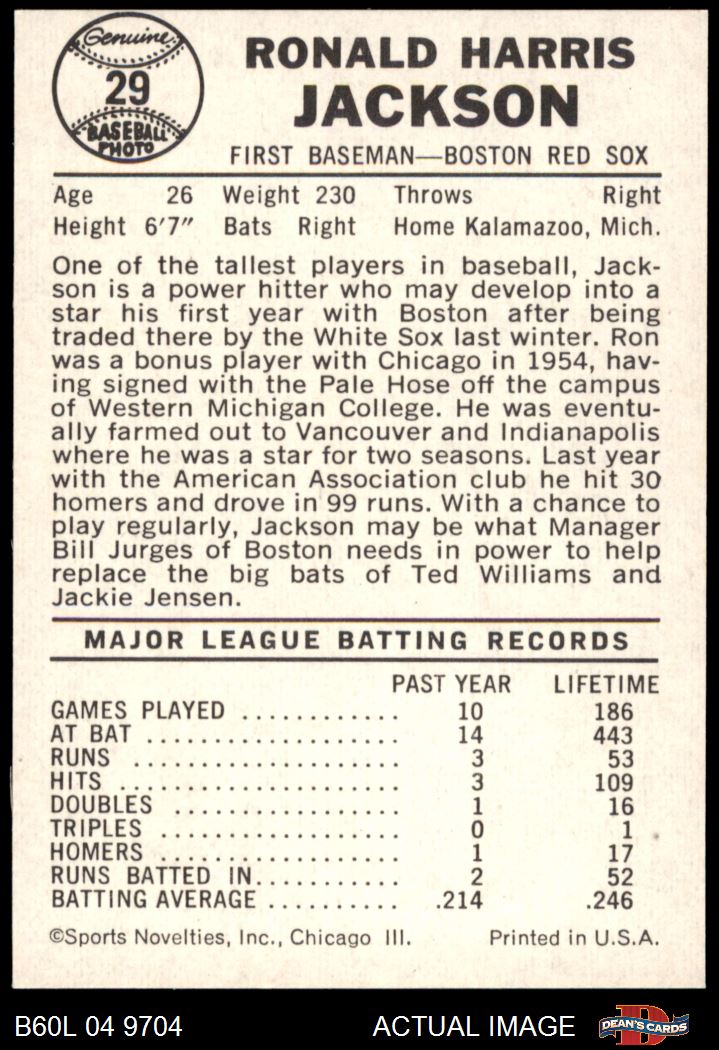 Genuine
29
BASEBALL
PHOTO
RONALD HARRIS
JACKSON
FIRST BASEMAN—BOSTON RED SOX
Age 26 Weight 230 Throws Right
Height 6'7" Bats Right Home Kalamazoo, Mich.
One of the tallest players in baseball, Jack-
son is a power hitter who may develop into a
star his first year with Boston after being
traded there by the White Sox last winter. Ron
was a bonus player with Chicago in 1954, hav-
ing signed with the Pale Hose off the campus
of Western Michigan College. He was eventu-
ally farmed out to Vancouver and Indianapolis
where he was a star for two seasons. Last year
with the American Association club he hit 30
homers and drove in 99 runs. With a chance to
play regularly, Jackson may be what Manager
Bill Jurges of Boston needs in power to help
replace the big bats of Ted Williams and
Jackie Jensen.
MAJOR LEAGUE BATTING RECORDS
PAST YEAR LIFETIME
GAMES PLAYED ............ 10 186
AT BAT .................... 14 443
RUNS ..................... 3 53
HITS ...................... 3 109
DOUBLES .................. 1 16
TRIPLES ................... 0 1
HOMERS ................... 1 17
RUNS BATTED IN........... 2 52
BATTING AVERAGE .......... .214 .246
©Sports Novelties, Inc., Chicago Ill. Printed in U.S.A.
B60L 04 9704 ACTUAL IMAGE DEAN'S CARDS